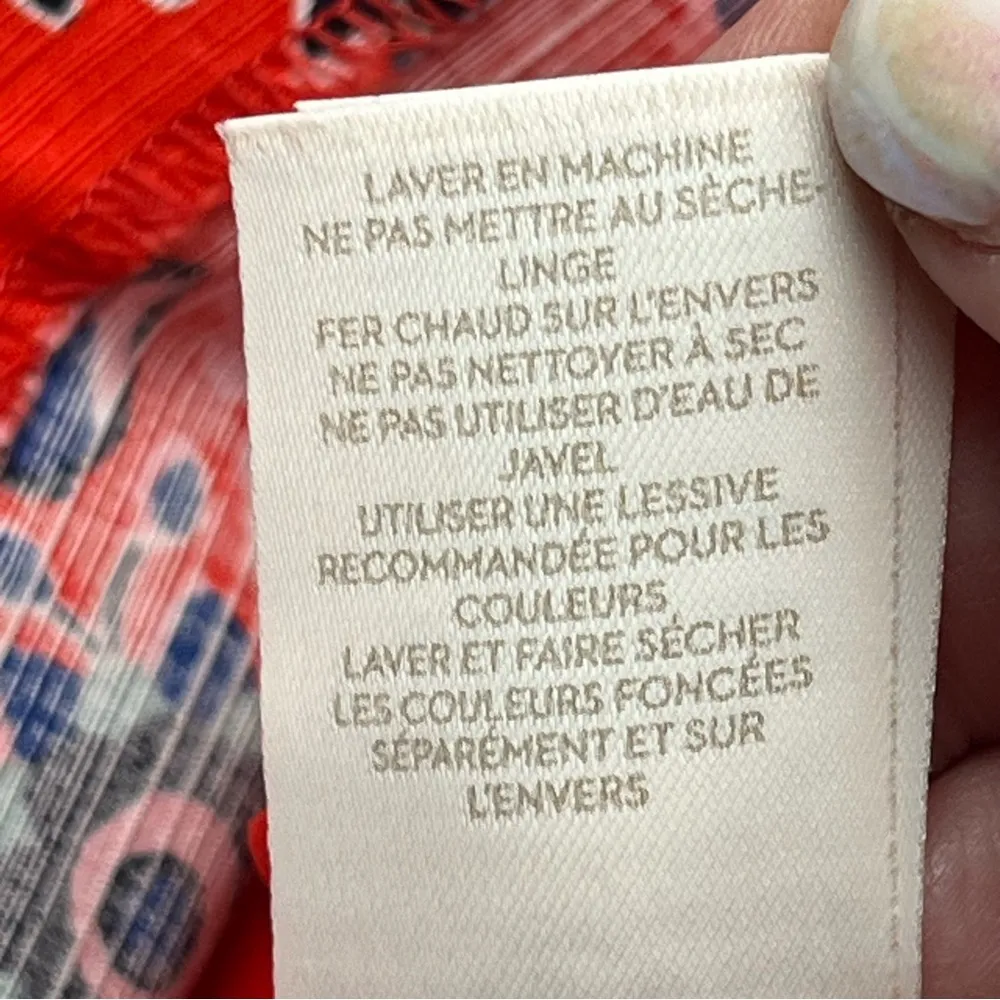 LAVER EN MACHINE
NE PAS METTRE AU SÈCHE-
LINGE
FER CHAUD SUR L'ENVERS
NE PAS NETTOYER À SEC
NE PAS UTILISER D'EAU DE
JAVEL
UTILISER UNE LESSIVE
RECOMMANDÉE POUR LES
COULEURS
LAVER ET FAIRE SÉCHER
LES COULEURS FONCÉES
SÉPARÉMENT ET SUR
L'ENVERS